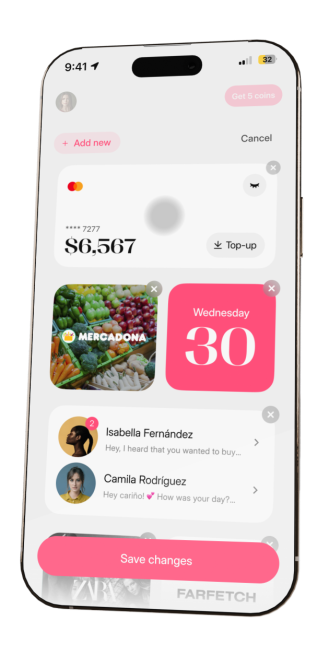 9:41
32
Get 5 coins
+ Add new
Cancel
**** 7277
$6,567
Top-up
MERCADONA
Wednesday
30
2
Isabella Fernández
Hey, I heard that you wanted to buy...
Camila Rodríguez
Hey cariño! 💕 How was your day?...
Save changes
ZARA
FARFETCH